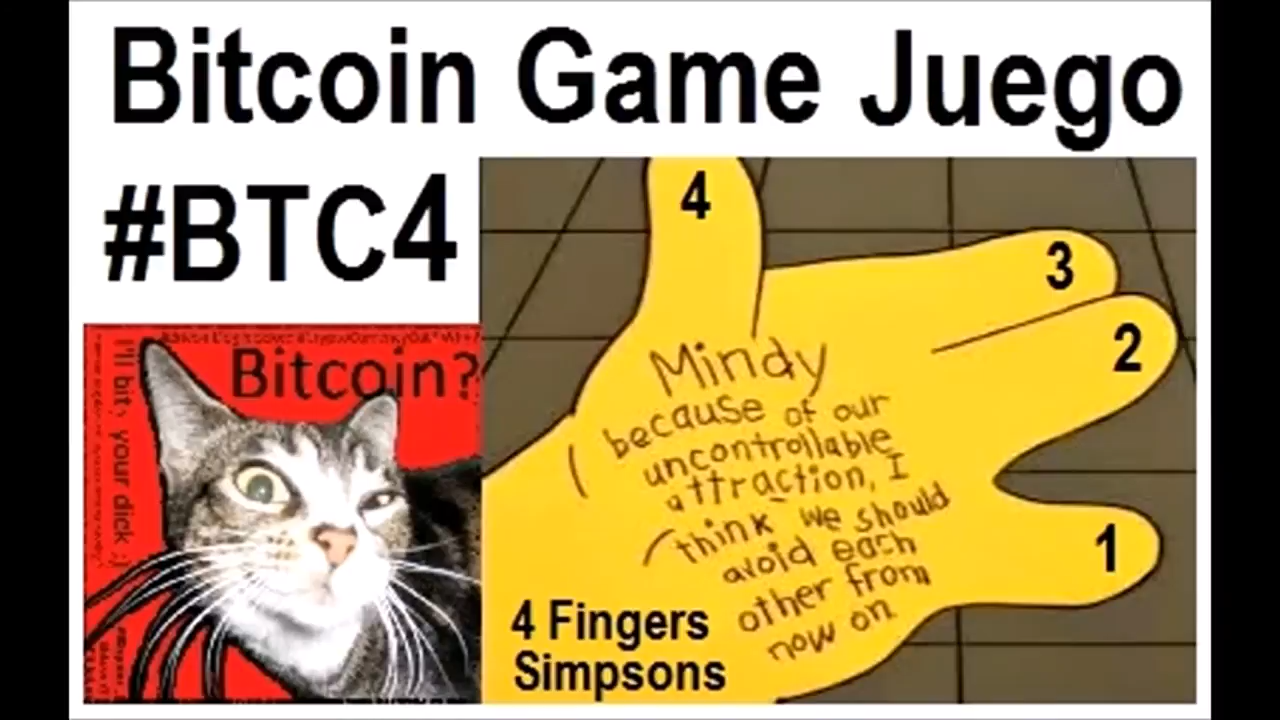 Bitcoin Game Juego
#BTC4
Bitcoin?
I'll bit, your dick :)
4
3
2
1
Mindy
because of our
uncontrollable
attraction, I
think we should
avoid each
other from
now on
4 Fingers
Simpsons